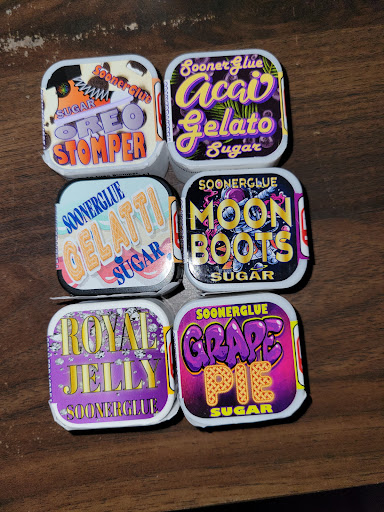 SoonerGlue
SUGAR
OREO
STOMPER
SoonerGlue
Acai
Gelato
Sugar
SOONERGLUE
GELATTI
SUGAR
SOONERGLUE
MOON
BOOTS
SUGAR
ROYAL
JELLY
SOONERGLUE
SOONERGLUE
GRAPE
PIE
SUGAR